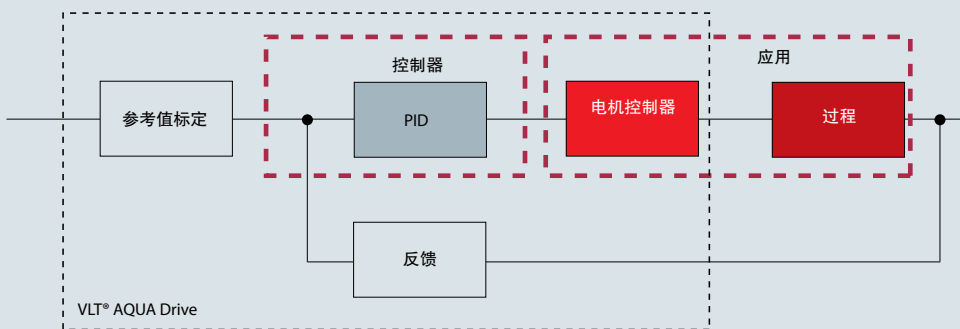 控制器
应用
参考值标定
PID
电机控制器
过程
反馈
VLT® AQUA Drive